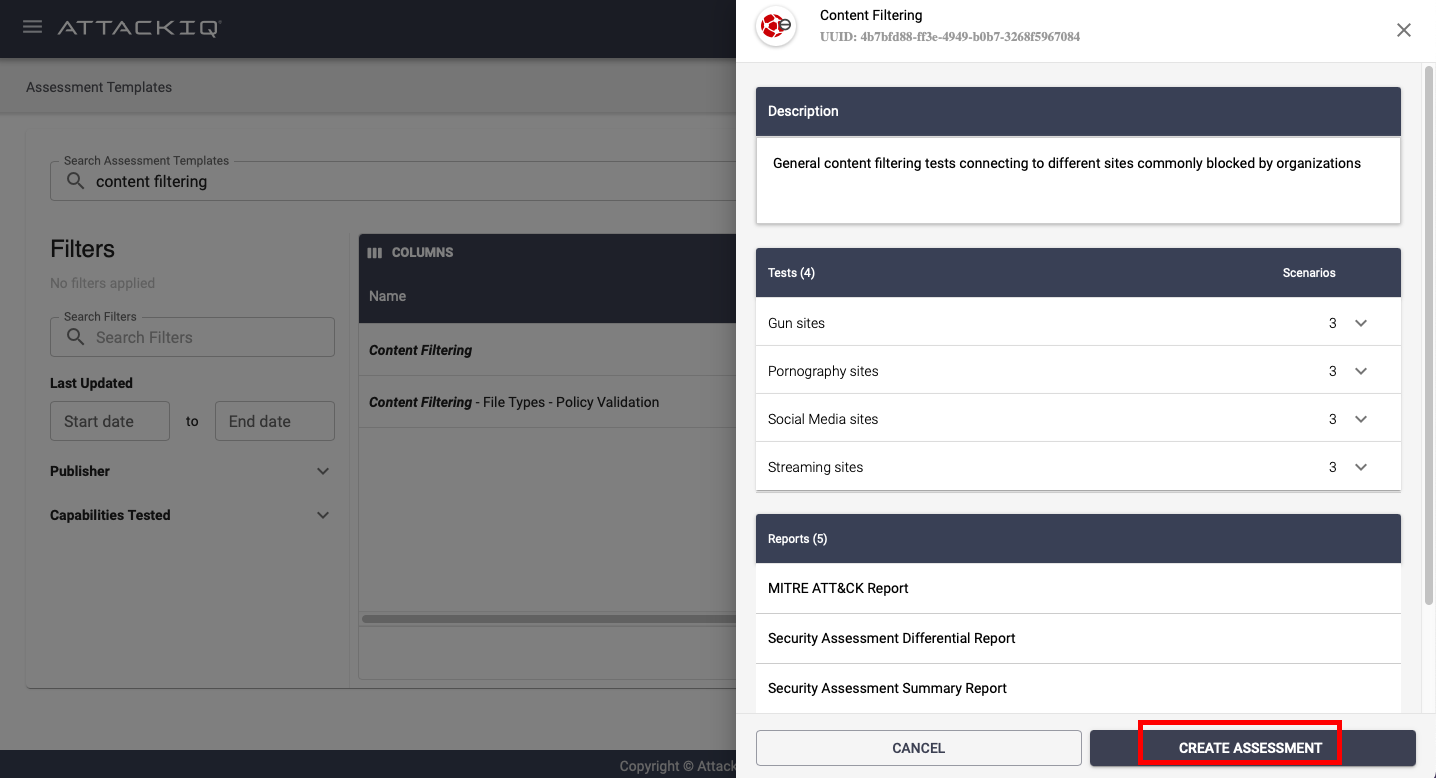 ATTACKIQ
Assessment Templates
Search Assessment Templates
content filtering
Filters
No filters applied
Search Filters
Search Filters
Last Updated
Start date to End date
Publisher
Capabilities Tested
COLUMNS
Name
Content Filtering
Content Filtering - File Types - Policy Validation
Copyright © Attack
Content Filtering
UUID: 4b7bfd88-ff3e-4949-b0b7-3268f5967084
Description
General content filtering tests connecting to different sites commonly blocked by organizations
Tests (4) Scenarios
Gun sites 3
Pornography sites 3
Social Media sites 3
Streaming sites 3
Reports (5)
MITRE ATT&CK Report
Security Assessment Differential Report
Security Assessment Summary Report
CANCEL CREATE ASSESSMENT